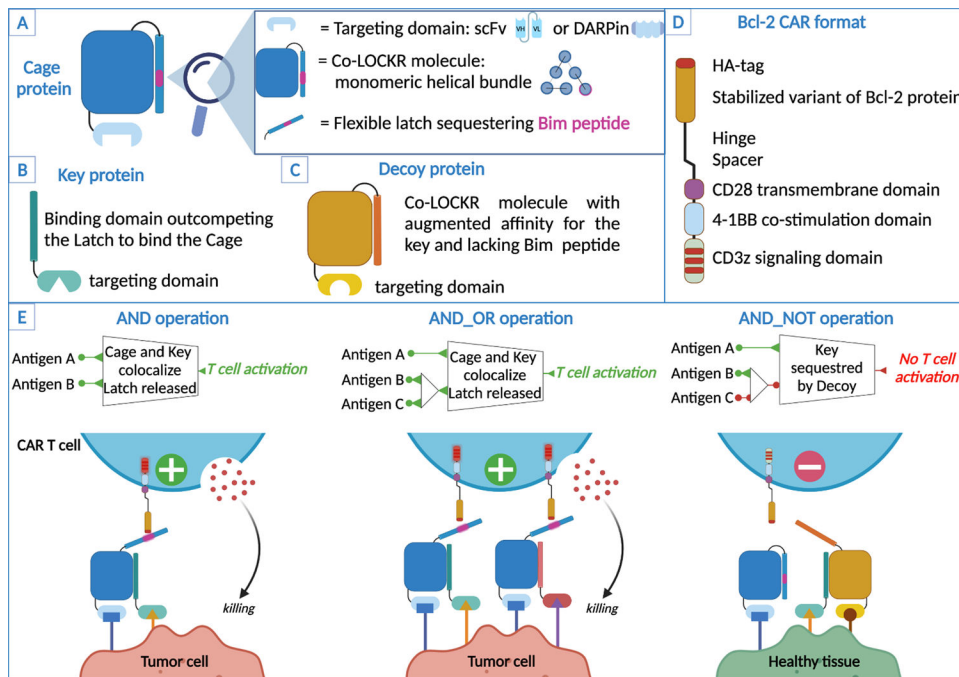 A
Cage
protein
= Targeting domain: scFv VH VL or DARPin
= Co-LOCKR molecule:
monomeric helical bundle
= Flexible latch sequestering Bim peptide
B Key protein
Binding domain outcompeting
the Latch to bind the Cage
targeting domain
C Decoy protein
Co-LOCKR molecule with
augmented affinity for the
key and lacking Bim peptide
targeting domain
D Bcl-2 CAR format
HA-tag
Stabilized variant of Bcl-2 protein
Hinge
Spacer
CD28 transmembrane domain
4-1BB co-stimulation domain
CD3z signaling domain
E AND operation
Antigen A
Antigen B
Cage and Key
colocalize
Latch released
T cell activation
CAR T cell
killing
Tumor cell
AND_OR operation
Antigen A
Antigen B
Antigen C
Cage and Key
colocalize
Latch released
T cell activation
killing
Tumor cell
AND_NOT operation
Antigen A
Antigen B
Antigen C
Key
sequestred
by Decoy
No T cell
activation
Healthy tissue